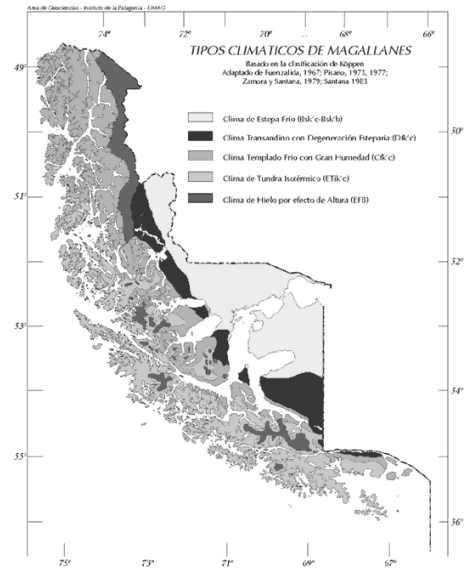 Area de Geociencias - Instituto de la Patagonia - UMAG
74° 72° 70° 68° 66°
TIPOS CLIMATICOS DE MAGALLANES
Basado en la clasificación de Köppen
Adaptado de Fuenzalida, 1967; Pisano, 1973, 1977;
Zamora y Santana, 1979; Santana 1983
49°
50°
Clima de Estepa Frio (Bsk'c-Bsk'b)
Clima Transandino con Degeneración Esteparia (Dfk'c)
Clima Templado Frio con Gran Humedad (Cfk'c)
Clima de Tundra Isotérmico (ETik'c)
Clima de Hielo por efecto de Altura
51°
52°
53°
54°
55°
56°
75° 73° 71° 69° 67°